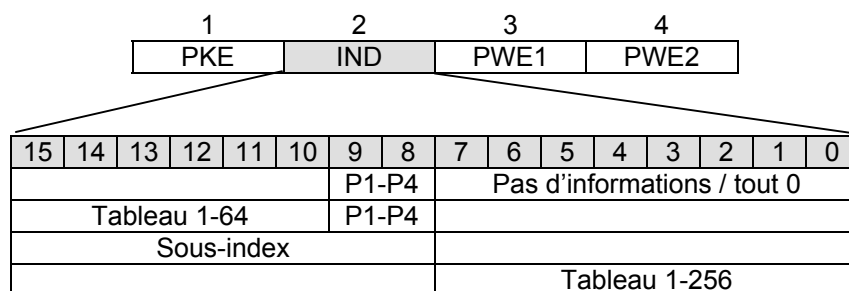 1 2 3 4
PKE IND PWE1 PWE2
15 14 13 12 11 10 9 8 7 6 5 4 3 2 1 0
P1-P4 Pas d’informations / tout 0
Tableau 1-64 P1-P4
Sous-index
Tableau 1-256